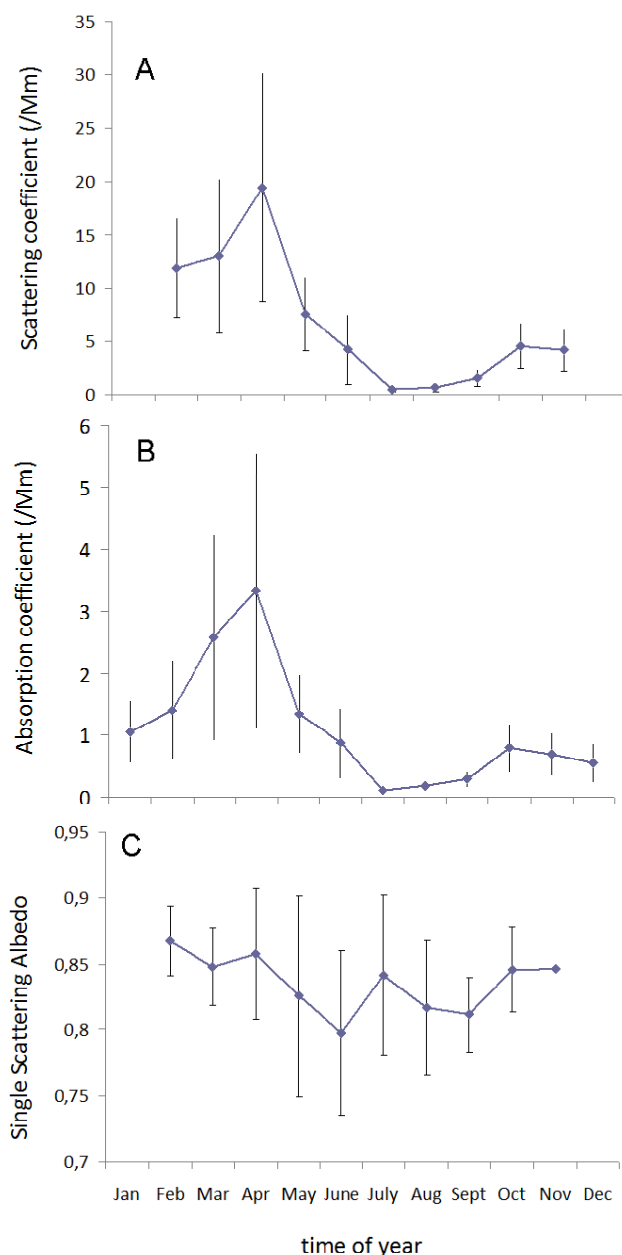 A
Scattering coefficient (/Mm)
35
30
25
20
15
10
5
0
B
Absorption coefficient (/Mm)
6
5
4
3
2
1
0
C
Single Scattering Albedo
0,95
0,9
0,85
0,8
0,75
0,7
Jan Feb Mar Apr May June July Aug Sept Oct Nov Dec
time of year